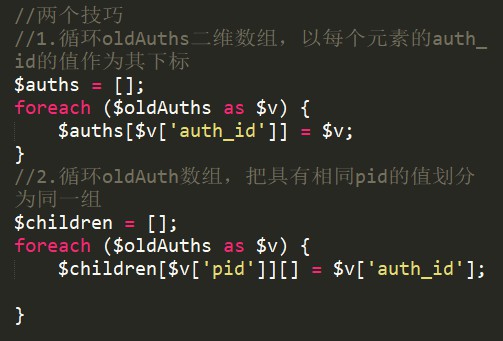 //两个技巧
//1.循环oldAuths二维数组，以每个元素的auth_
id的值作为其下标
$auths = [];
foreach ($oldAuths as $v) {
    $auths[$v['auth_id']] = $v;
}
//2.循环oldAuth数组，把具有相同pid的值划分
为同一组
$children = [];
foreach ($oldAuths as $v) {
    $children[$v['pid']][] = $v['auth_id'];
}